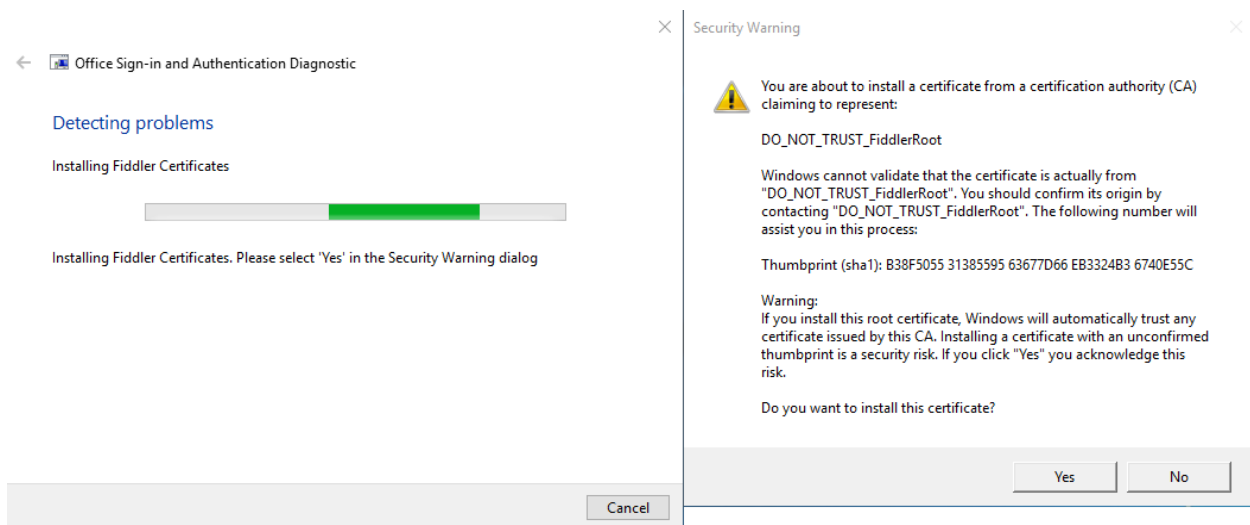 Office Sign-in and Authentication Diagnostic
Detecting problems
Installing Fiddler Certificates
Installing Fiddler Certificates. Please select 'Yes' in the Security Warning dialog
Cancel
Security Warning
You are about to install a certificate from a certification authority (CA)
claiming to represent:
DO_NOT_TRUST_FiddlerRoot
Windows cannot validate that the certificate is actually from
"DO_NOT_TRUST_FiddlerRoot". You should confirm its origin by
contacting "DO_NOT_TRUST_FiddlerRoot". The following number will
assist you in this process:
Thumbprint (sha1): B38F5055 31385595 63677D66 EB3324B3 6740E55C
Warning:
If you install this root certificate, Windows will automatically trust any
certificate issued by this CA. Installing a certificate with an unconfirmed
thumbprint is a security risk. If you click "Yes" you acknowledge this
risk.
Do you want to install this certificate?
Yes
No